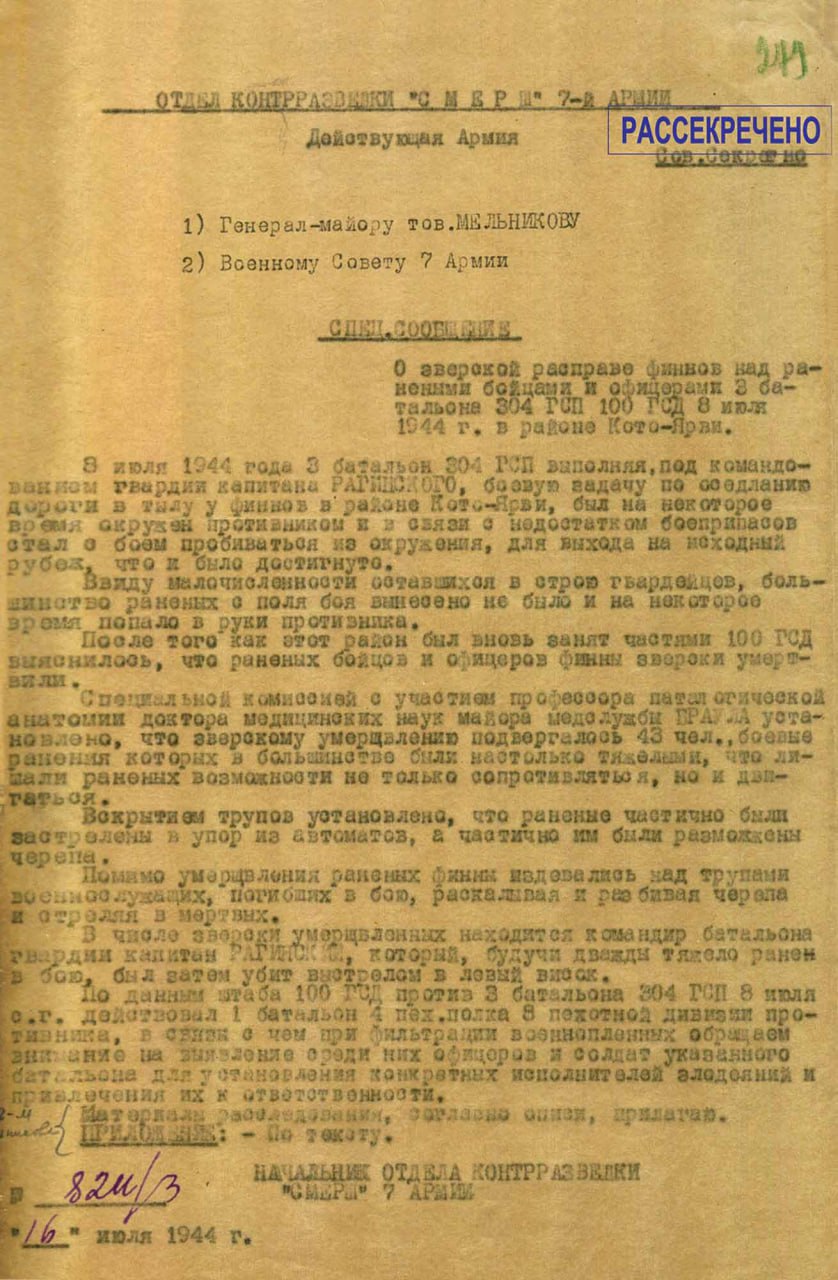 249
ОТДЕЛ КОНТРРАЗВЕДКИ "С М Е Р Ш" 7-й АРМИИ
Действующая Армия
РАССЕКРЕЧЕНО
Сов.Секретно
1) Генерал-майору тов.МЕЛЬНИКОВУ
2) Военному Совету 7 Армии
СПЕЦ.СООБЩЕНИЕ
О зверской расправе финнов над ра-
ненными бойцами и офицерами 3 ба-
тальона 304 ГСП 100 ГСД 8 июля
1944 г. в районе Кото-Ярви.
8 июля 1944 года 3 батальон 304 ГСП выполняя,под командо-
ванием гвардии капитана РАГИНСКОГО, боевую задачу по оседланию
дороги в тылу у финнов в районе Кото-Ярви, был на некоторое
время окружен противником и в связи с недостатком боеприпасов
стал с боем пробиваться из окружения, для выхода на исходный
рубеж, что и было достигнуто.
Ввиду малочисленности оставшихся в строю гвардейцев, боль-
шинство раненых с поля боя вынесено не было и на некоторое
время попало в руки противника.
После того как этот район был вновь занят частями 100 ГСД
выяснилось, что раненых бойцов и офицеров финны зверски умерт-
вили.
Специальной комиссией с участием профессора патологической
анатомии доктора медицинских наук майора медслужбы уста-
новлено, что зверскому умерщвлению подвергалось 43 чел.,боевые
ранения которых в большинстве были настолько тяжелыми, что ли-
шали раненых возможности не только сопротивляться, но и дви-
гаться.
Вскрытием трупов установлено, что раненые частично были
застрелены в упор из автоматов, а частично им были размозжены
черепа.
Помимо умерщвления раненых финны издевались над трупами
военнослужащих, погибших в бою, раскалывая и разбивая черепа
и стреляя в мертвых.
В числе зверски умерщвленных находится командир батальона
гвардии капитан РАГИНСКИЙ, который, будучи дважды тяжело ранен
в бою, был затем убит выстрелом в левый висок.
По данным штаба 100 ГСД против 3 батальона 304 ГСП 8 июля
с.г. действовал 1 батальон 4 пех.полка 8 пехотной дивизии про-
тивника, в связи с чем при фильтрации военнопленных обращаем
внимание на выявление среди них офицеров и солдат указанного
батальона для установления конкретных исполнителей злодеяний и
привлечения их к ответственности.
Материалы расследования, согласно описи, прилагаю.
ПРИЛОЖЕНИЕ: - По тексту.
НАЧАЛЬНИК ОТДЕЛА КОНТРРАЗВЕДКИ
"СМЕРШ" 7 АРМИИ
"16" июля 1944 г.